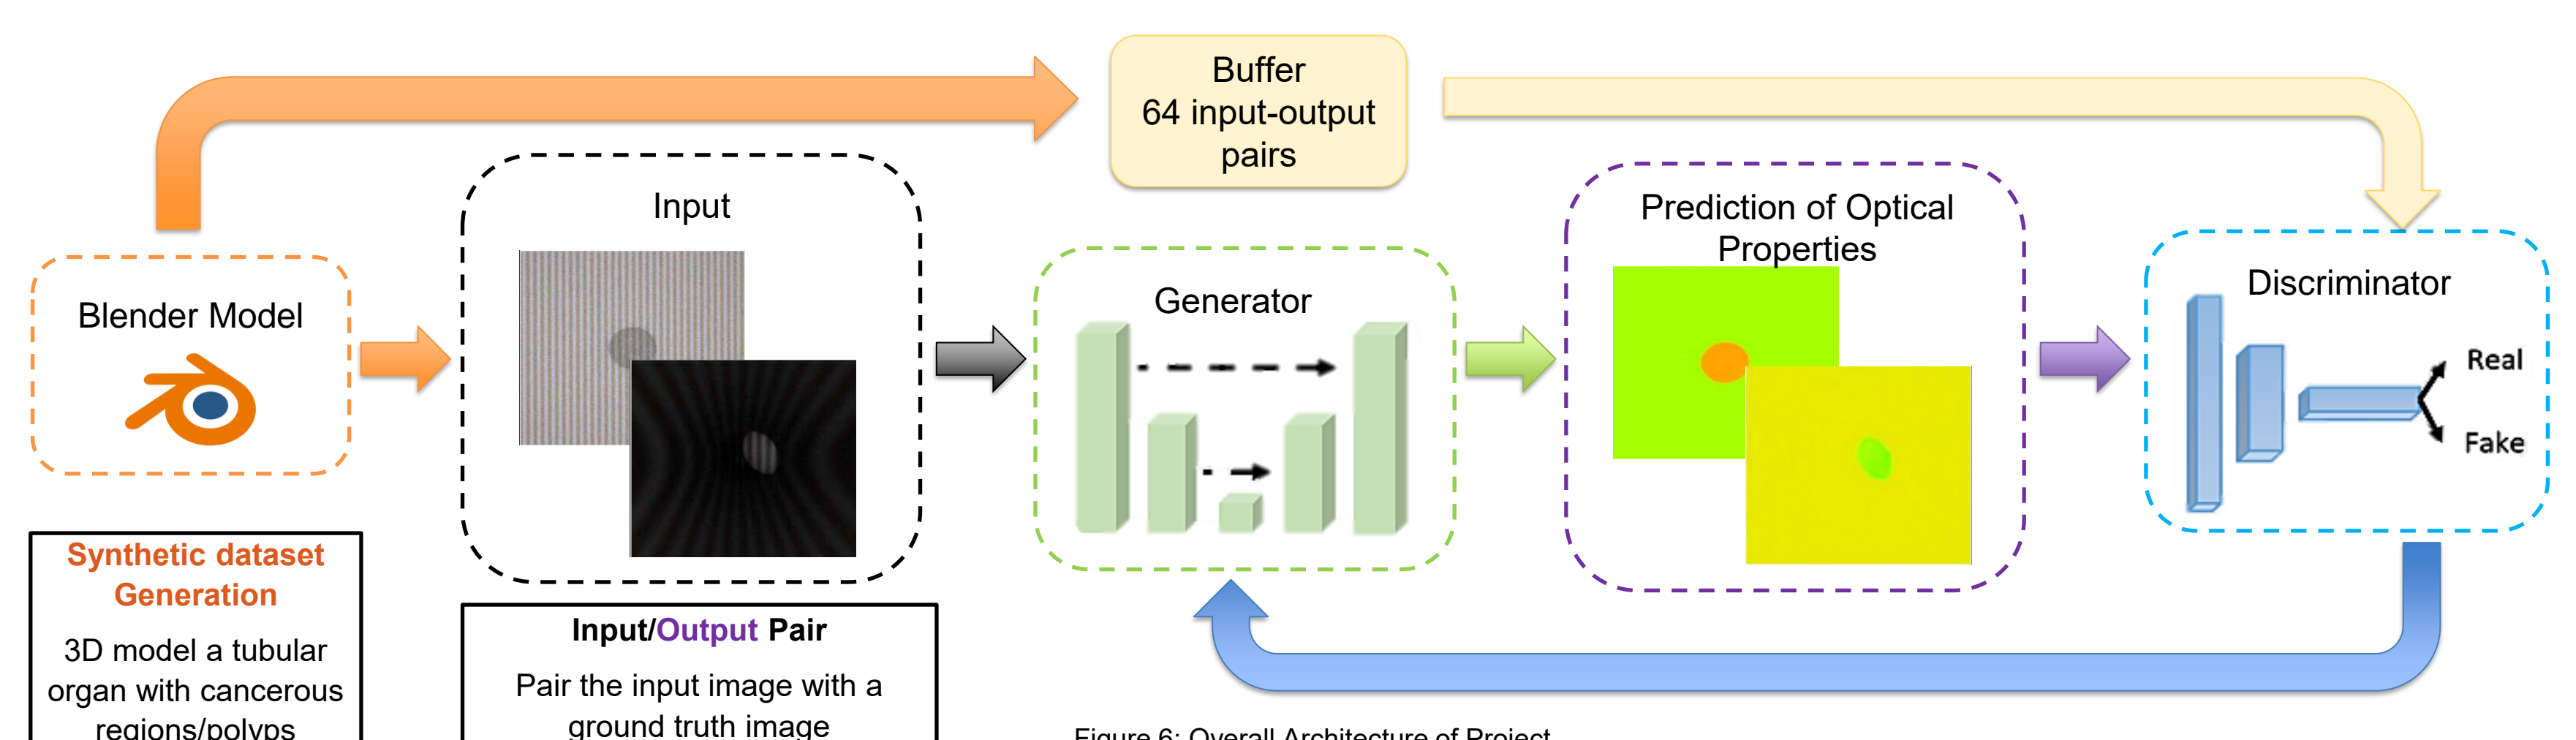 Buffer
64 input-output
pairs
Input
Prediction of Optical
Properties
Blender Model
Generator
Discriminator
Real
Fake
Synthetic dataset
Generation
3D model a tubular
organ with cancerous
regions/polyps
Input/Output Pair
Pair the input image with a
ground truth image
Figure 6: Overall Architecture of Project